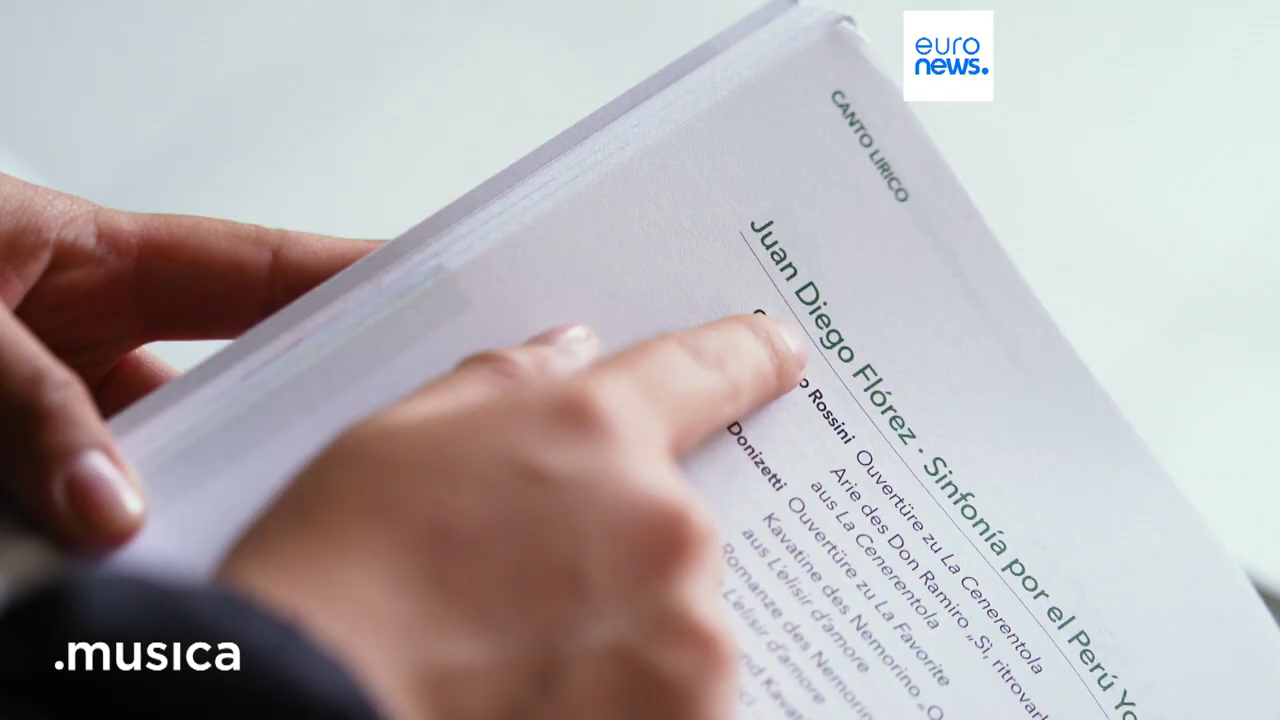 euro
news.
CANTO LIRICO
Juan Diego Flórez · Sinfonía por el Perú
Rossini Ouvertüre zu La Cenerentola
Arie des Don Ramiro „Sì,
aus La Cenerentola
Donizetti Ouvertüre zu La Favorite
Kavatine des Nemorino
aus L'elisir d'amore
Romanze des
L'elisir d'amore
.musica